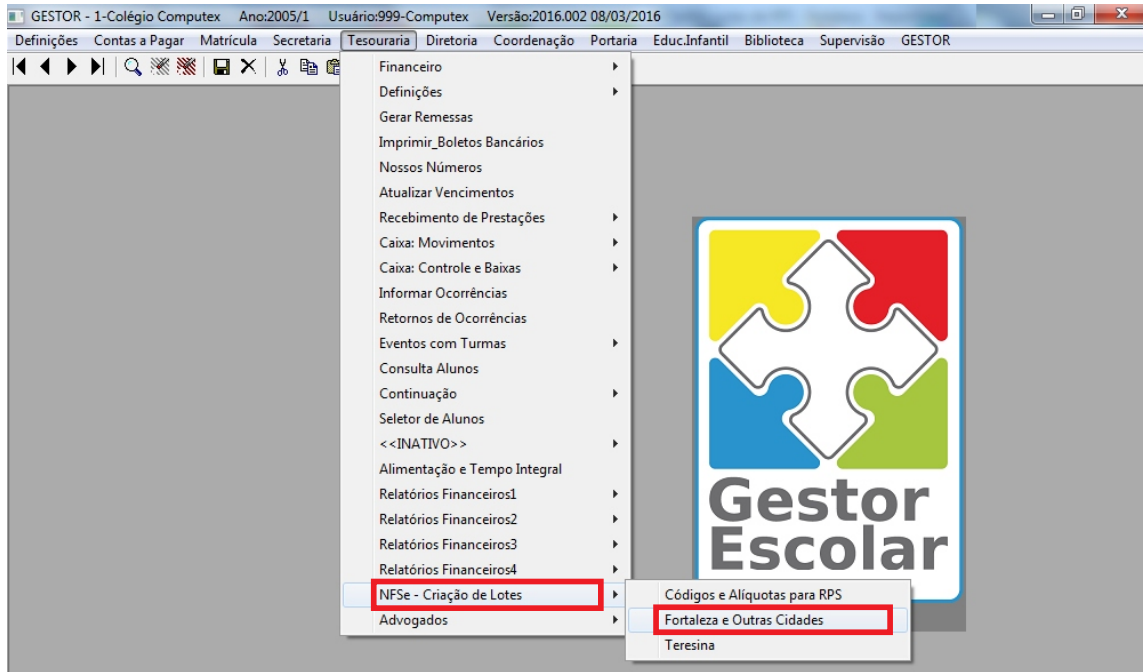 GESTOR - 1-Colégio Computex Ano:2005/1 Usuário:999-Computex Versão:2016.002 08/03/2016
Definições Contas a Pagar Matrícula Secretaria Tesouraria Diretoria Coordenação Portaria Educ.Infantil Biblioteca Supervisão GESTOR
Financeiro
Definições
Gerar Remessas
Imprimir_Boletos Bancários
Nossos Números
Atualizar Vencimentos
Recebimento de Prestações
Caixa: Movimentos
Caixa: Controle e Baixas
Informar Ocorrências
Retornos de Ocorrências
Eventos com Turmas
Consulta Alunos
Continuação
Seletor de Alunos
<<INATIVO>>
Alimentação e Tempo Integral
Relatórios Financeiros1
Relatórios Financeiros2
Relatórios Financeiros3
Relatórios Financeiros4
NFSe - Criação de Lotes
Advogados
Códigos e Alíquotas para RPS
Fortaleza e Outras Cidades
Teresina
Gestor
Escolar